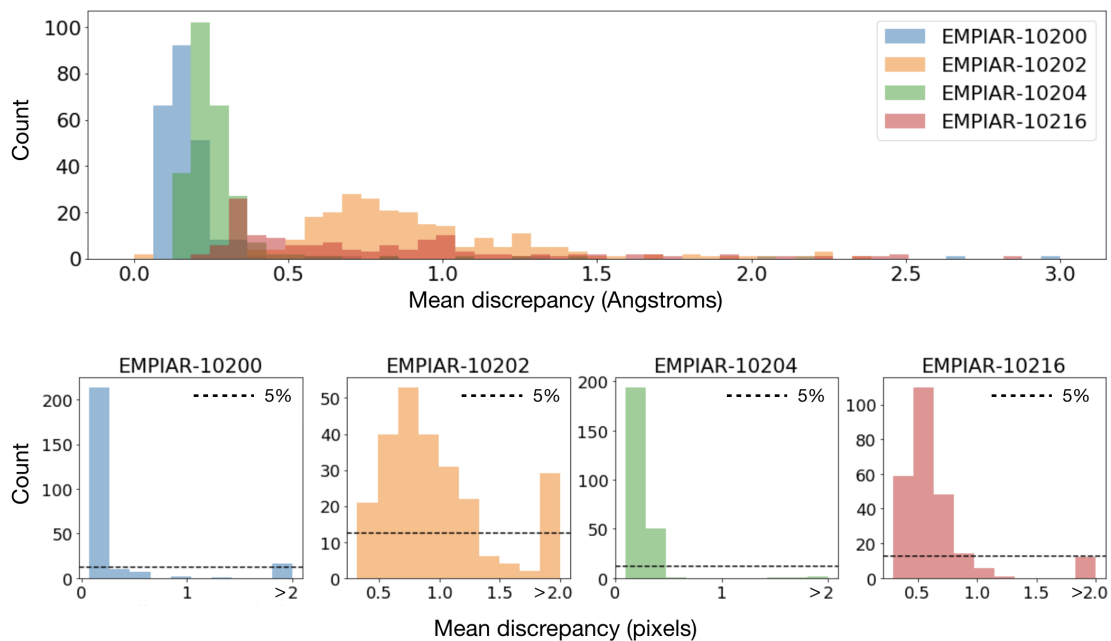 100
80
60
40
20
0
Count
EMPIAR-10200
EMPIAR-10202
EMPIAR-10204
EMPIAR-10216
0.0 0.5 1.0 1.5 2.0 2.5 3.0
Mean discrepancy (Angstroms)
EMPIAR-10200
5%
200
150
100
50
0
Count
0 1 >2
EMPIAR-10202
5%
50
40
30
20
10
0
0.5 1.0 1.5 >2.0
EMPIAR-10204
5%
200
150
100
50
0
0 1 >2
EMPIAR-10216
5%
100
80
60
40
20
0
0.5 1.0 1.5 >2.0
Mean discrepancy (pixels)